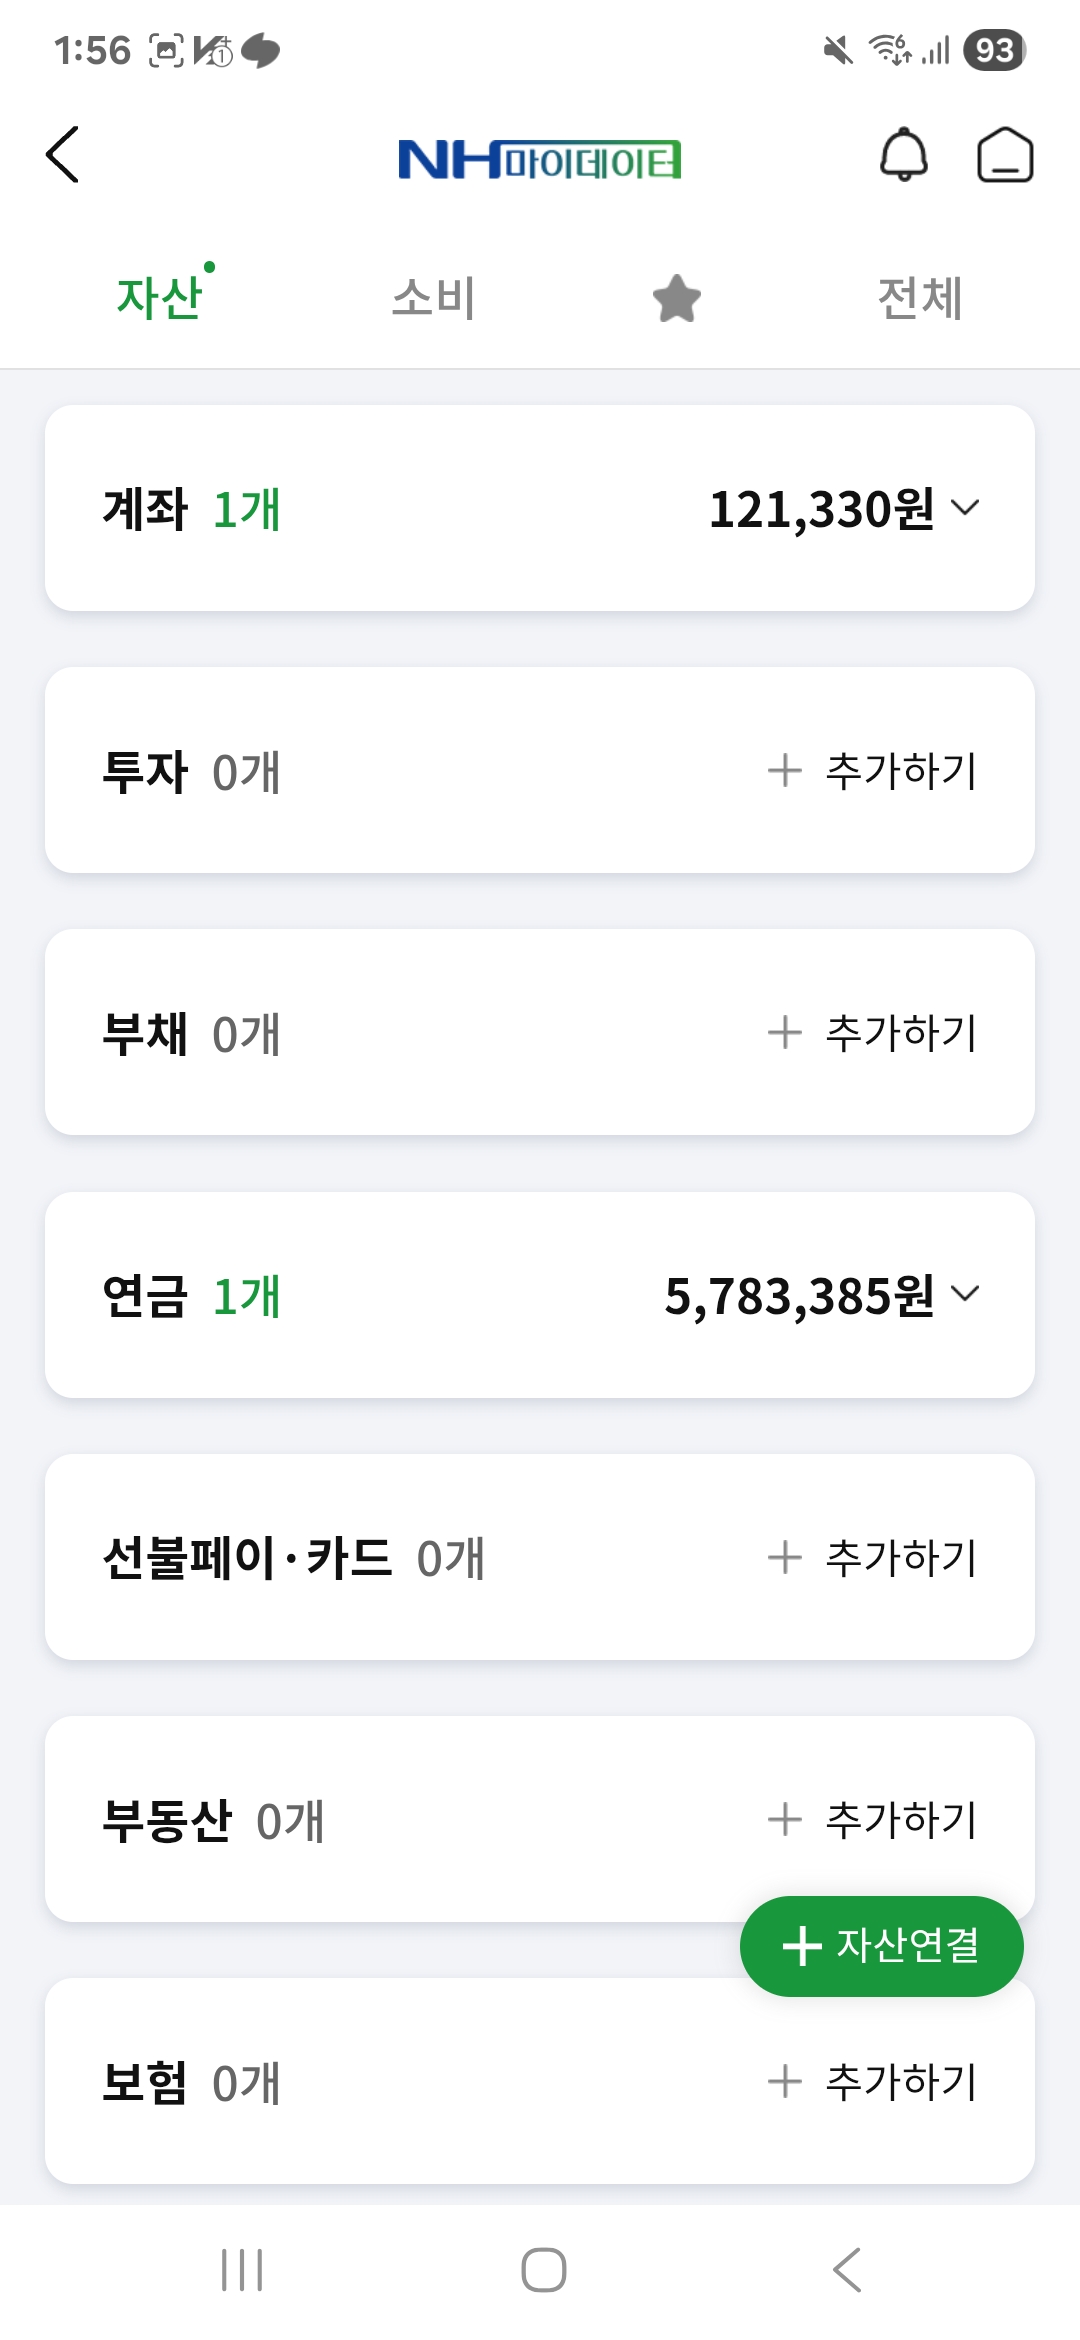 1:56
93
NH마이데이터
자산 소비 전체
계좌 1개 121,330원
투자 0개 + 추가하기
부채 0개 + 추가하기
연금 1개 5,783,385원
선불페이·카드 0개 + 추가하기
부동산 0개 + 추가하기
+ 자산연결
보험 0개 + 추가하기